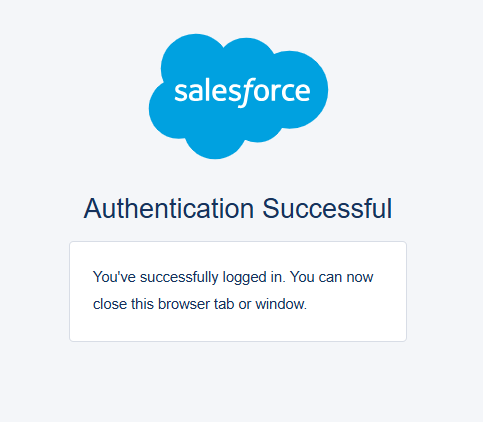 salesforce
Authentication Successful
You've successfully logged in. You can now
close this browser tab or window.